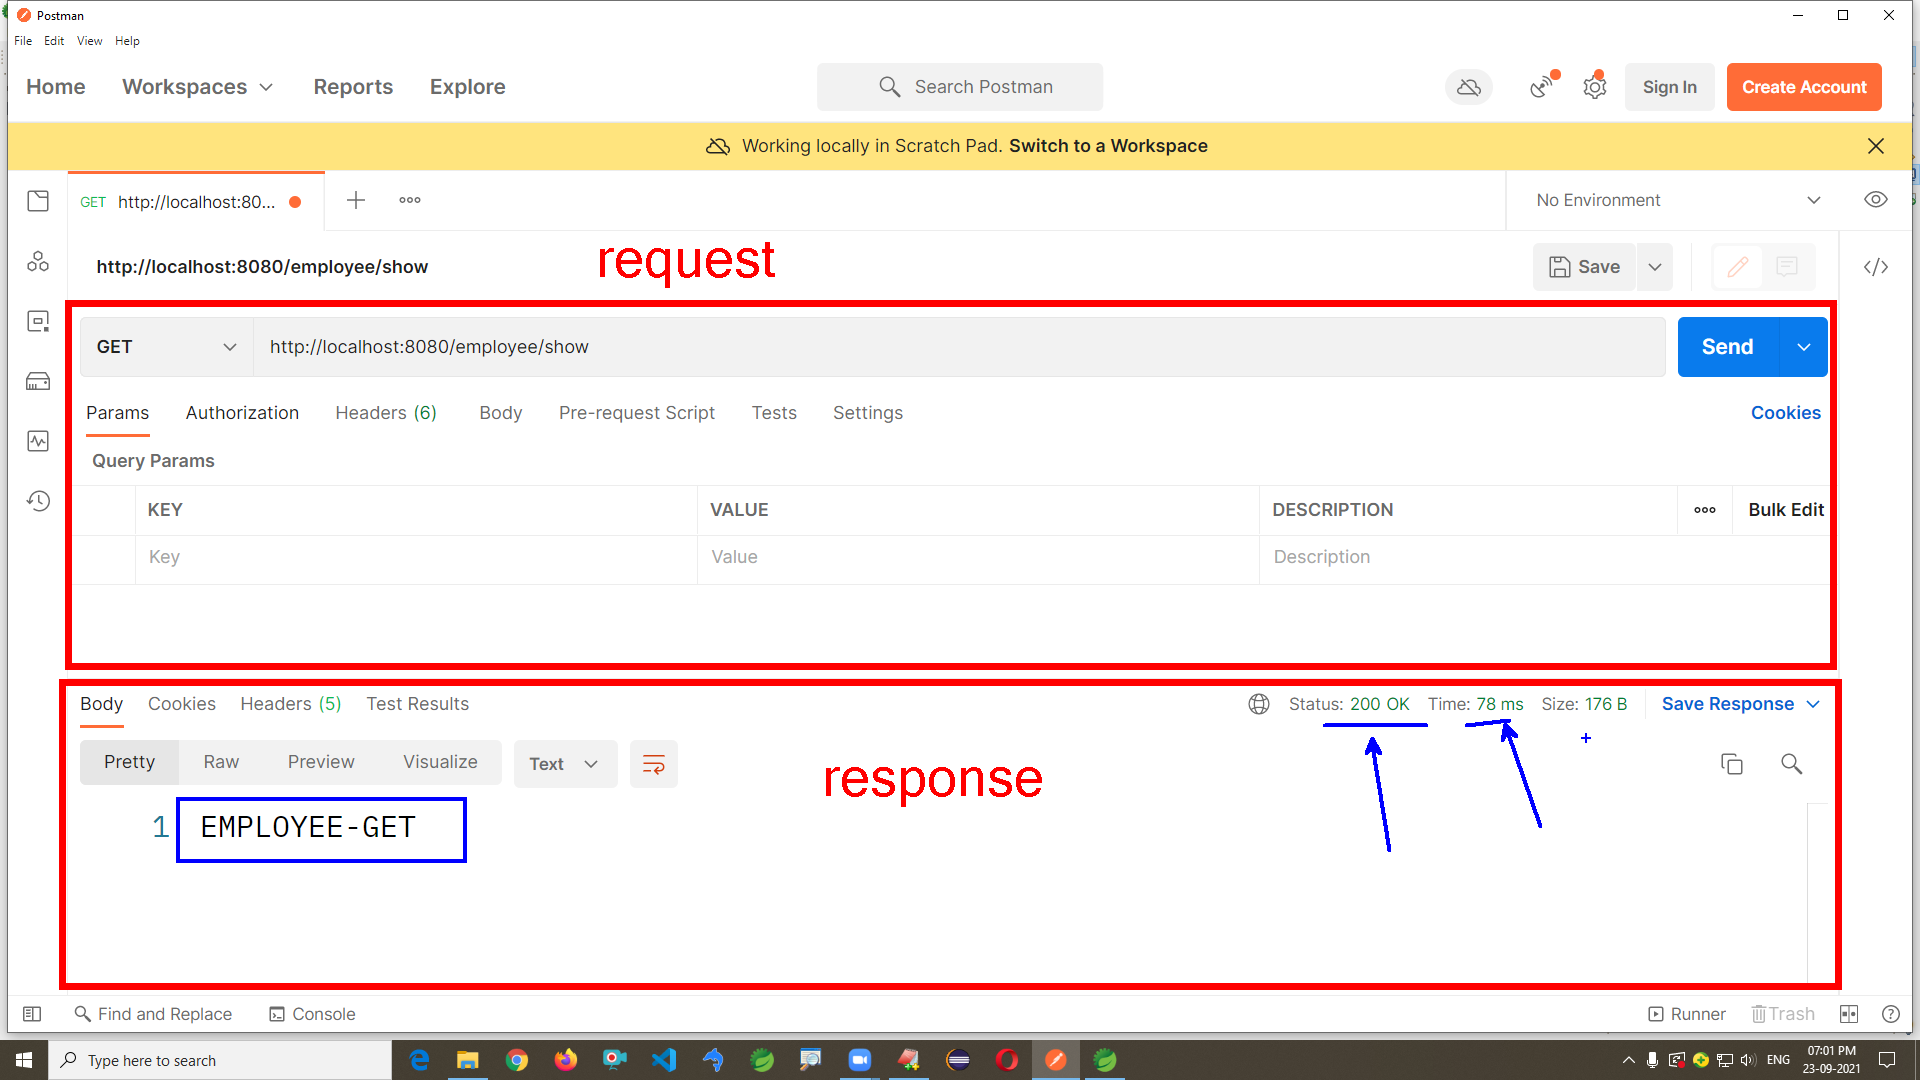 Postman
File Edit View Help
Home Workspaces Reports Explore Search Postman Sign In Create Account
Working locally in Scratch Pad. Switch to a Workspace
GET http://localhost:80... No Environment
request
http://localhost:8080/employee/show Save
GET http://localhost:8080/employee/show Send
Params Authorization Headers (6) Body Pre-request Script Tests Settings Cookies
Query Params
KEY VALUE DESCRIPTION Bulk Edit
Key Value Description
Body Cookies Headers (5) Test Results Status: 200 OK Time: 78 ms Size: 176 B Save Response
Pretty Raw Preview Visualize Text
response
1 EMPLOYEE-GET
Find and Replace Console Runner Trash
Type here to search ENG 07:01 PM
23-09-2021